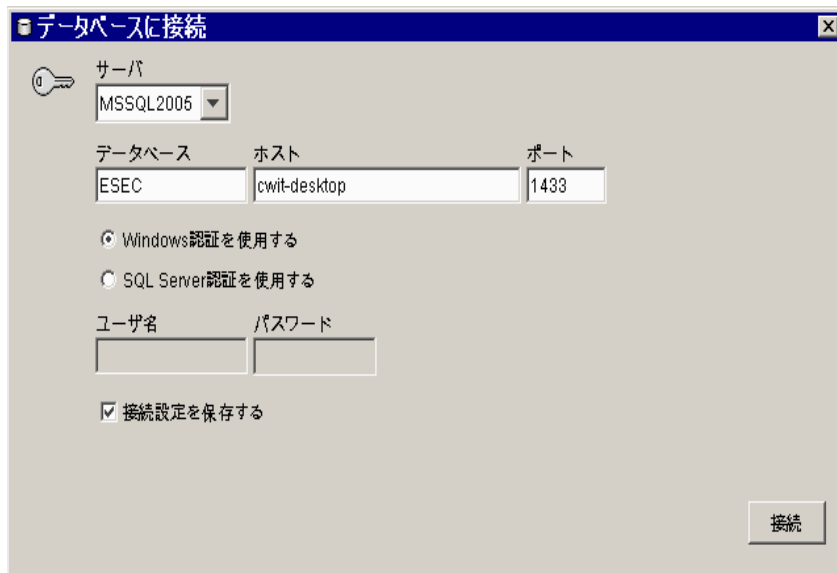 データベースに接続
サーバ
MSSQL2005
データベース ホスト ポート
ESEC cwit-desktop 1433
Windows認証を使用する
SQL Server認証を使用する
ユーザ名 パスワード
接続設定を保存する
接続